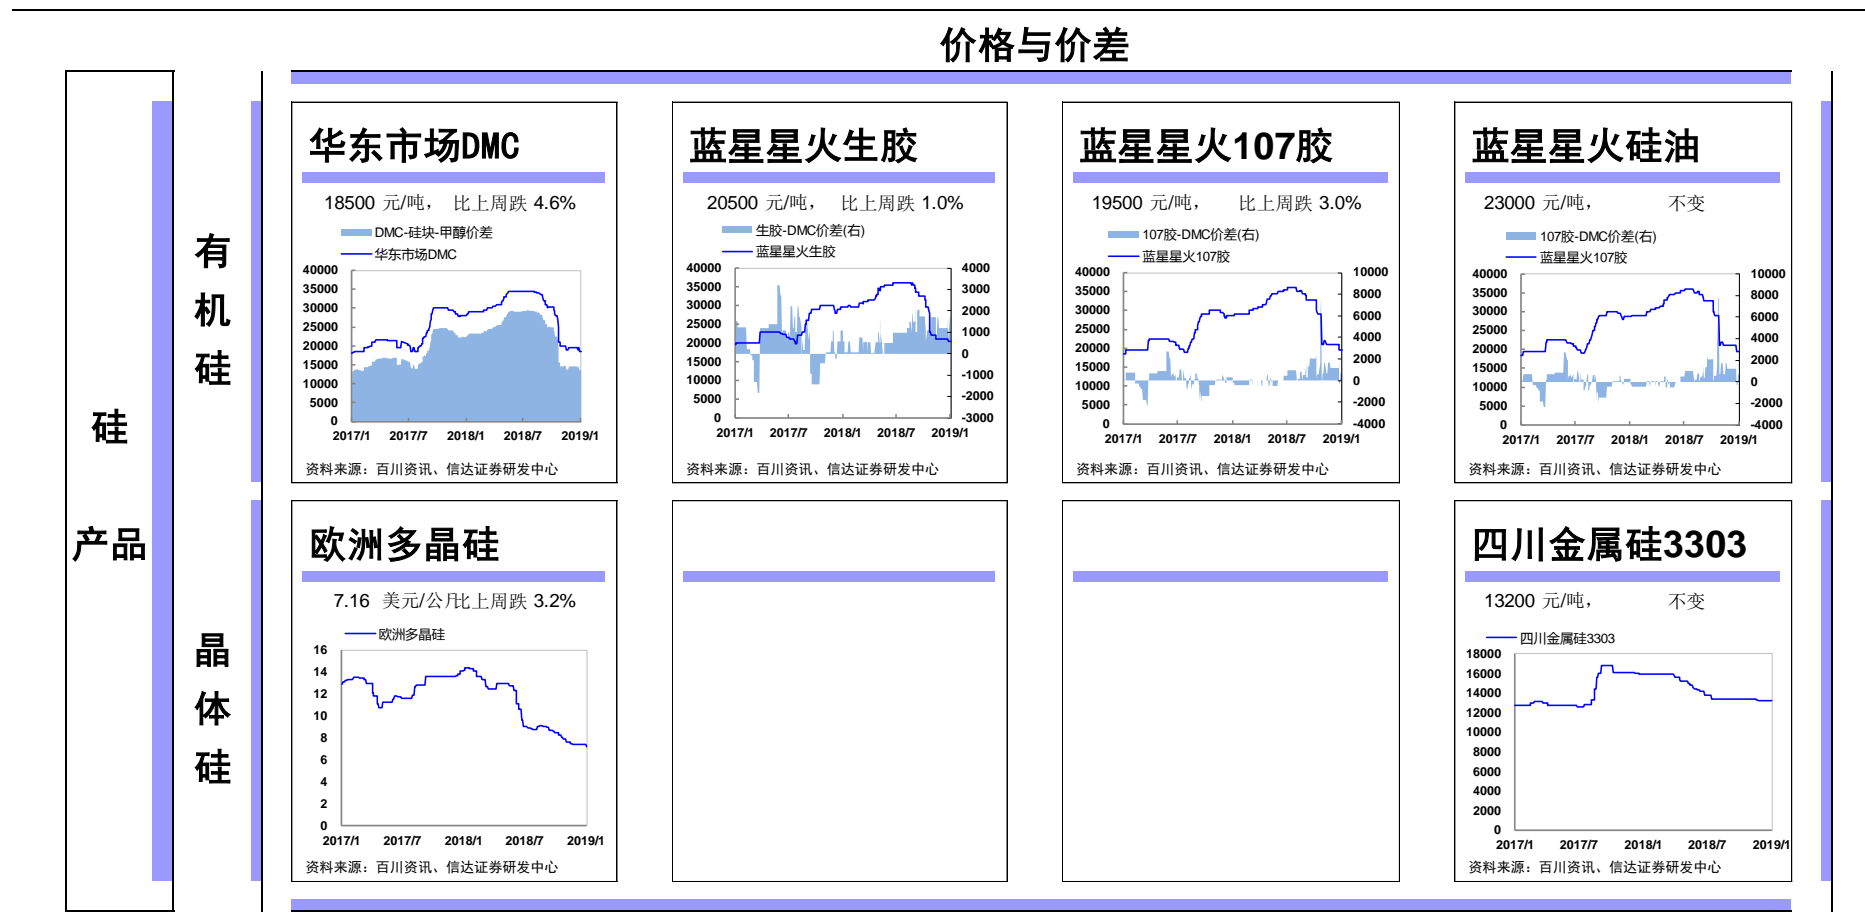 价格与价差
硅
产品
有
机
硅
华东市场DMC
18500 元/吨， 比上周跌 4.6%
DMC-硅块-甲醇价差
华东市场DMC
40000
35000
30000
25000
20000
15000
10000
5000
0
2017/1 2017/7 2018/1 2018/7 2019/1
资料来源：百川资讯、信达证券研发中心
蓝星星火生胶
20500 元/吨， 比上周跌 1.0%
生胶-DMC价差(右)
蓝星星火生胶
40000 4000
35000 3000
30000 2000
25000 1000
20000 0
15000 -1000
10000 -2000
5000 -3000
0
2017/1 2017/7 2018/1 2018/7 2019/1
资料来源：百川资讯、信达证券研发中心
蓝星星火107胶
19500 元/吨， 比上周跌 3.0%
107胶-DMC价差(右)
蓝星星火107胶
40000 10000
35000 8000
30000 6000
25000 4000
20000 2000
15000 0
10000 -2000
5000 -4000
0
2017/1 2017/7 2018/1 2018/7 2019/1
资料来源：百川资讯、信达证券研发中心
蓝星星火硅油
23000 元/吨， 不变
107胶-DMC价差(右)
蓝星星火107胶
40000 10000
35000 8000
30000 6000
25000 4000
20000 2000
15000 0
10000 -2000
5000 -4000
0
2017/1 2017/7 2018/1 2018/7 2019/1
资料来源：百川资讯、信达证券研发中心
晶
体
硅
欧洲多晶硅
7.16 美元/公斤比上周跌 3.2%
欧洲多晶硅
16
14
12
10
8
6
4
2
0
2017/1 2017/7 2018/1 2018/7 2019/1
资料来源：百川资讯、信达证券研发中心
四川金属硅3303
13200 元/吨， 不变
四川金属硅3303
18000
16000
14000
12000
10000
8000
6000
4000
2000
0
2017/1 2017/7 2018/1 2018/7 2019/1
资料来源：百川资讯、信达证券研发中心